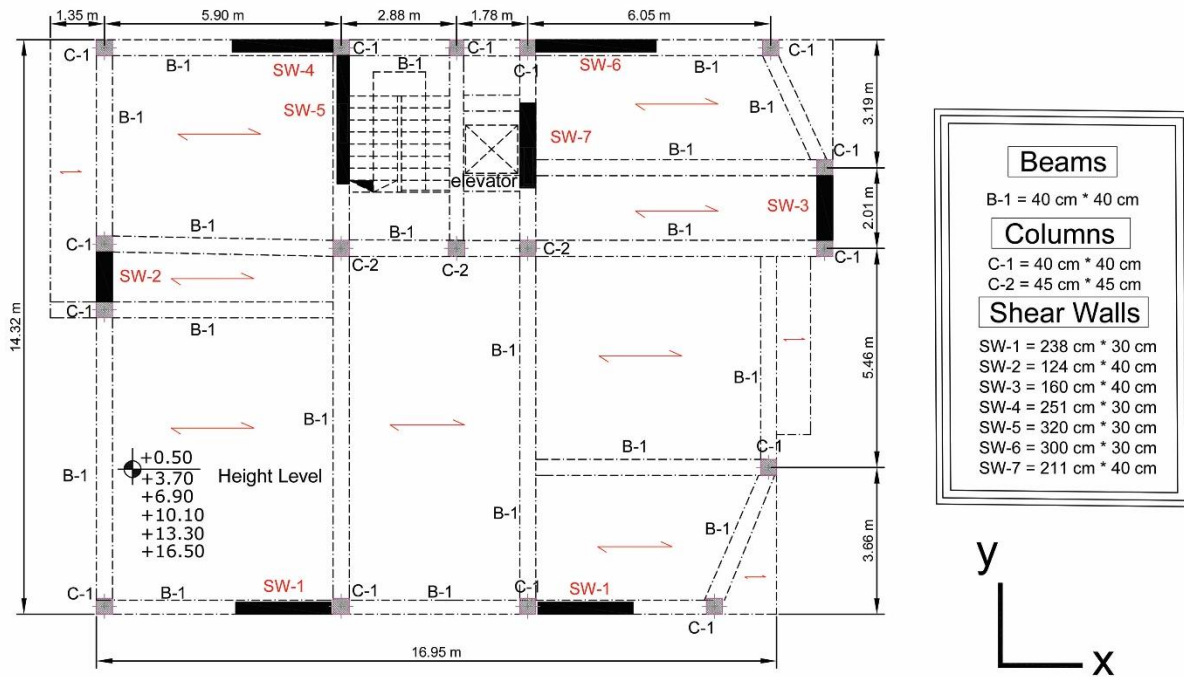 1.35 m
5.90 m
2.88 m
1.78 m
6.05 m
C-1
C-1
C-1
C-1
C-1
B-1
SW-4
B-1
SW-6
B-1
B-1
SW-5
B-1
3.19 m
SW-7
B-1
C-1
elevator
SW-3
2.01 m
B-1
B-1
B-1
C-1
C-2
C-2
C-2
C-1
SW-2
C-1
B-1
14.32 m
B-1
B-1
5.46 m
B-1
B-1
C-1
B-1
+0.50
+3.70
+6.90
+10.10
+13.30
+16.50
Height Level
B-1
B-1
3.66 m
C-1
B-1
SW-1
C-1
B-1
C-1
SW-1
C-1
16.95 m
Beams
B-1 = 40 cm * 40 cm
Columns
C-1 = 40 cm * 40 cm
C-2 = 45 cm * 45 cm
Shear Walls
SW-1 = 238 cm * 30 cm
SW-2 = 124 cm * 40 cm
SW-3 = 160 cm * 40 cm
SW-4 = 251 cm * 30 cm
SW-5 = 320 cm * 30 cm
SW-6 = 300 cm * 30 cm
SW-7 = 211 cm * 40 cm
y
x